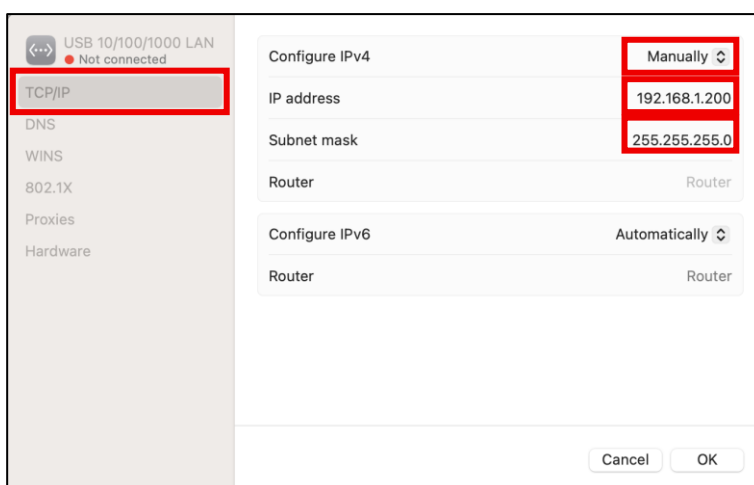 USB 10/100/1000 LAN
Not connected
TCP/IP
DNS
WINS
802.1X
Proxies
Hardware
Configure IPv4 Manually
IP address 192.168.1.200
Subnet mask 255.255.255.0
Router Router
Configure IPv6 Automatically
Router Router
Cancel OK